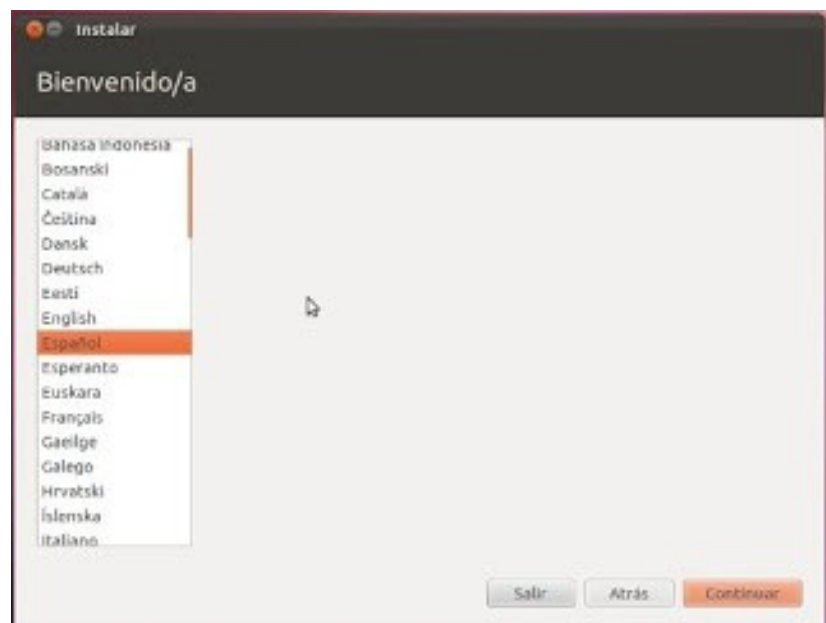 Instalar
Bienvenido/a
Bahasa Indonesia
Bosanski
Català
Čeština
Dansk
Deutsch
Eesti
English
Español
Esperanto
Euskara
Français
Gaeilge
Galego
Hrvatski
Íslenska
Italiano
Salir Atrás Continuar